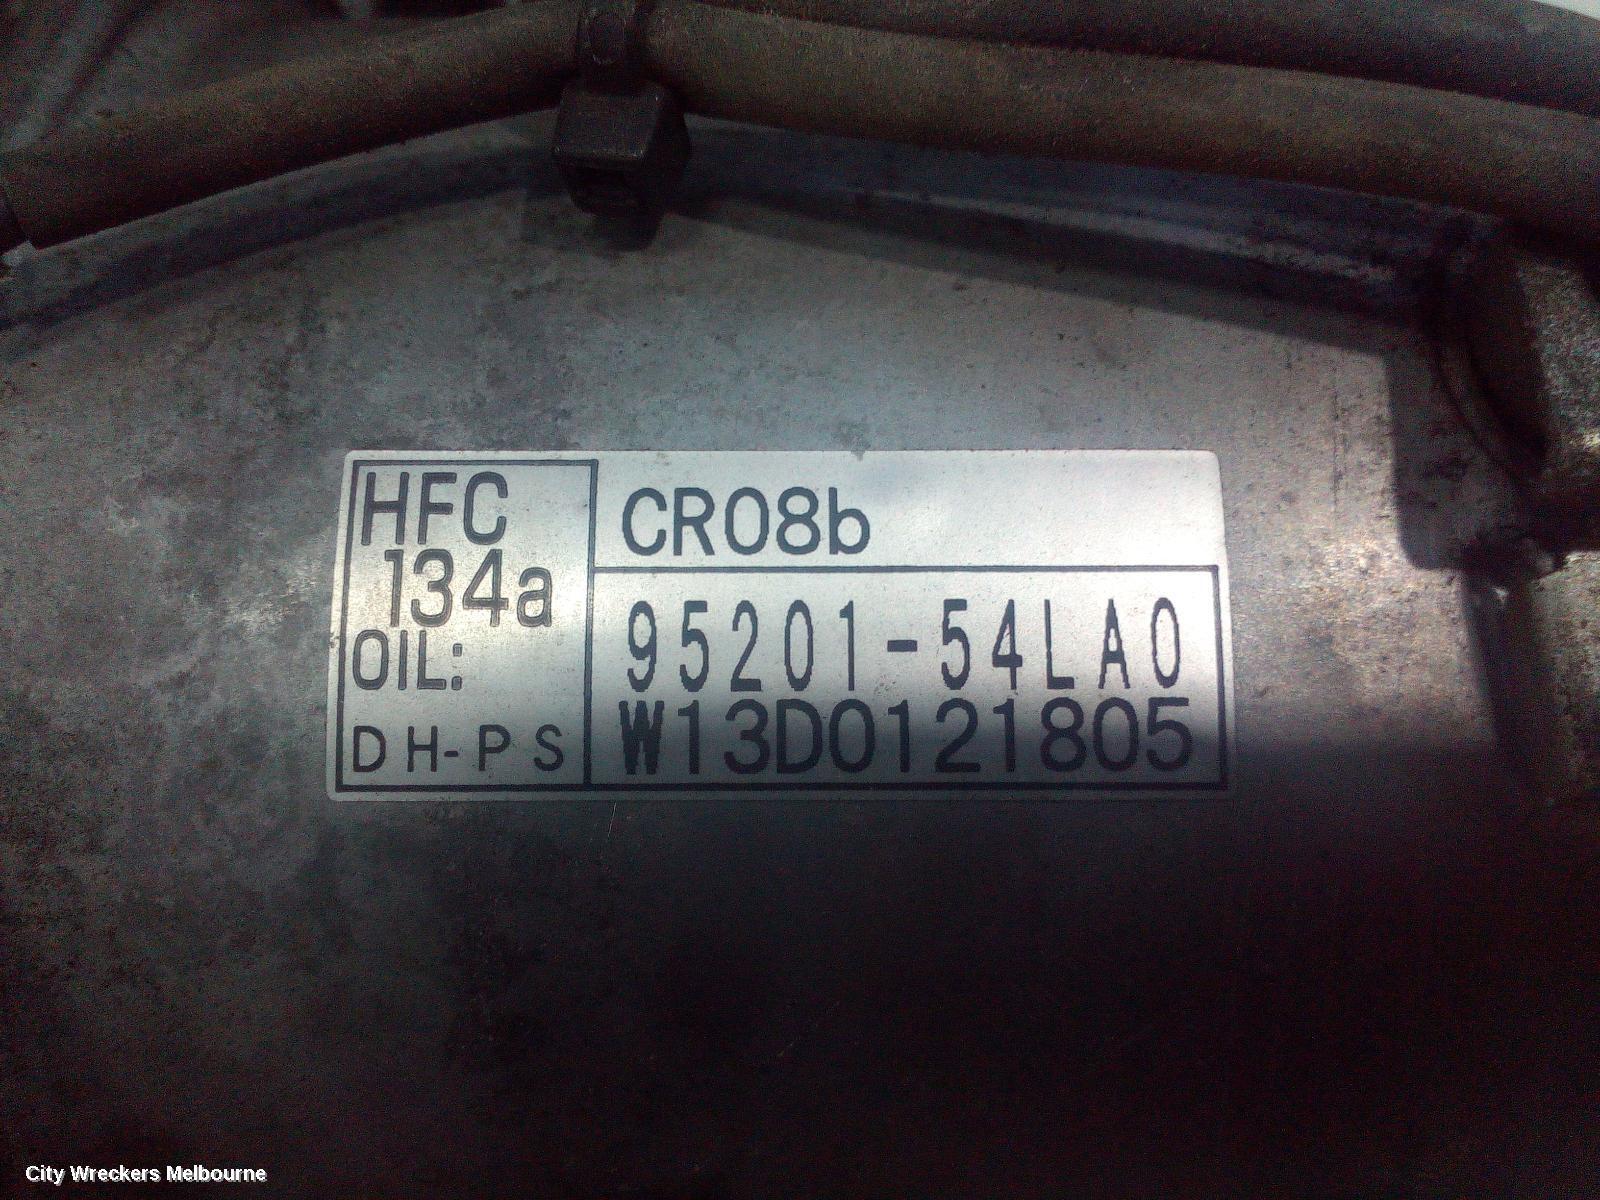 HFC
134a
OIL:
DH-PS
CR08b
95201-54LA0
W13D0121805
City Wreckers Melbourne